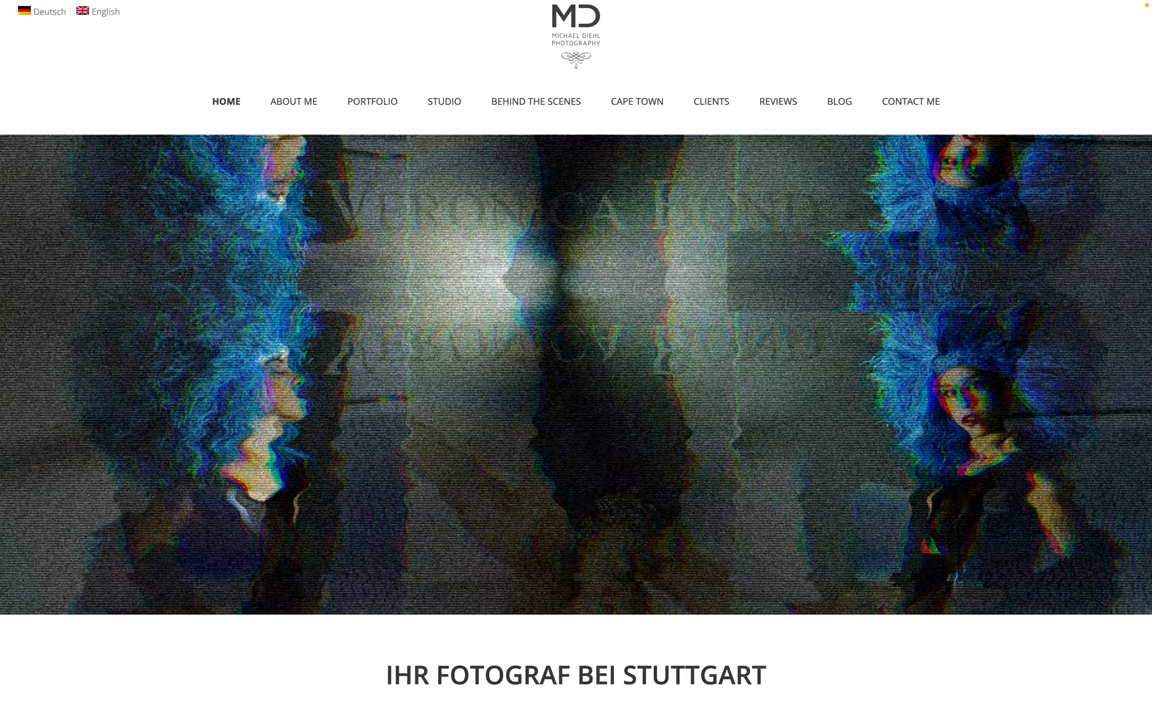 Deutsch English
MD
MICHAEL DIEHL
PHOTOGRAPHY
HOME ABOUT ME PORTFOLIO STUDIO BEHIND THE SCENES CAPE TOWN CLIENTS REVIEWS BLOG CONTACT ME
VERONICA
IHR FOTOGRAF BEI STUTTGART